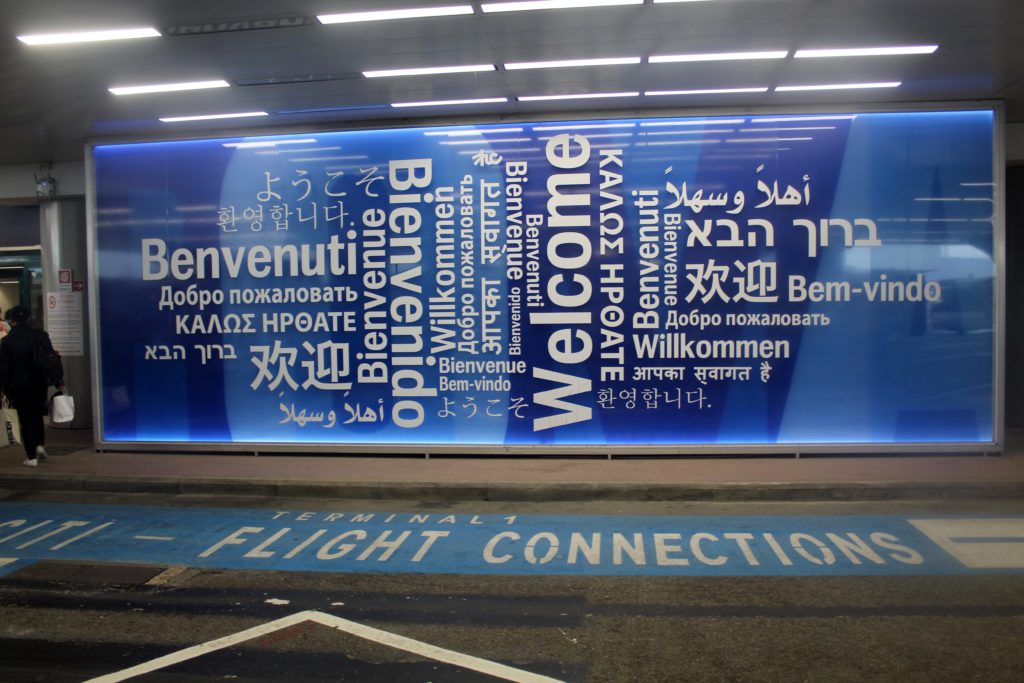 ようこそ
환영합니다.
Benvenuti
Добро пожаловать
ΚΑΛΩΣ ΗΡΘΑΤΕ
ברוך הבא
欢迎
أهلاً وسهلاً
Bienvenue
Bienvenido
Willkommen
Добро пожаловать
आपका सुवागत है
Bienvenue
Benvenuti
Bienvenido
Bienvenue
Bem-vindo
ようこそ
Welcome
ΚΑΛΩΣ ΗΡΘΑΤΕ
Benvenuti
Bienvenue
أهلاً وسهلاً
ברוך הבא
欢迎
Bem-vindo
Добро пожаловать
Willkommen
आपका सुवागत है
환영합니다.
TERMINAL 1
SITI – FLIGHT CONNECTIONS